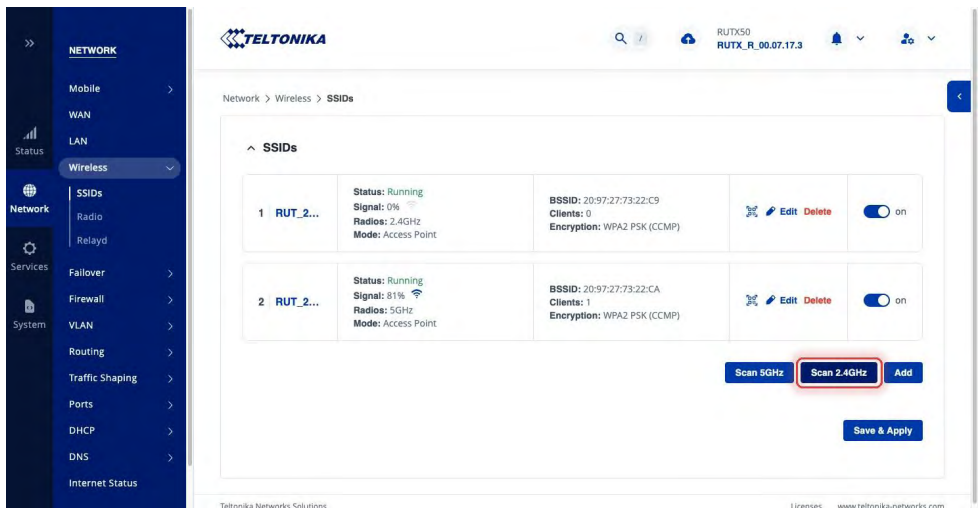 TELTONIKA
/
RUTX50
RUTX_R_00.07.17.3
Status
Network
Services
System
NETWORK
Mobile
WAN
LAN
Wireless
SSIDs
Radio
Relayd
Failover
Firewall
VLAN
Routing
Traffic Shaping
Ports
DHCP
DNS
Internet Status
Network > Wireless > SSIDs
SSIDs
1 RUT_2...
Status: Running
Signal: 0%
Radios: 2.4GHz
Mode: Access Point
BSSID: 20:97:27:73:22:C9
Clients: 0
Encryption: WPA2 PSK (CCMP)
Edit Delete
on
2 RUT_2...
Status: Running
Signal: 81%
Radios: 5GHz
Mode: Access Point
BSSID: 20:97:27:73:22:CA
Clients: 1
Encryption: WPA2 PSK (CCMP)
Edit Delete
on
Scan 5GHz Scan 2.4GHz Add
Save & Apply
Teltonika Networks Solutions
Licenses www.teltonika-networks.com